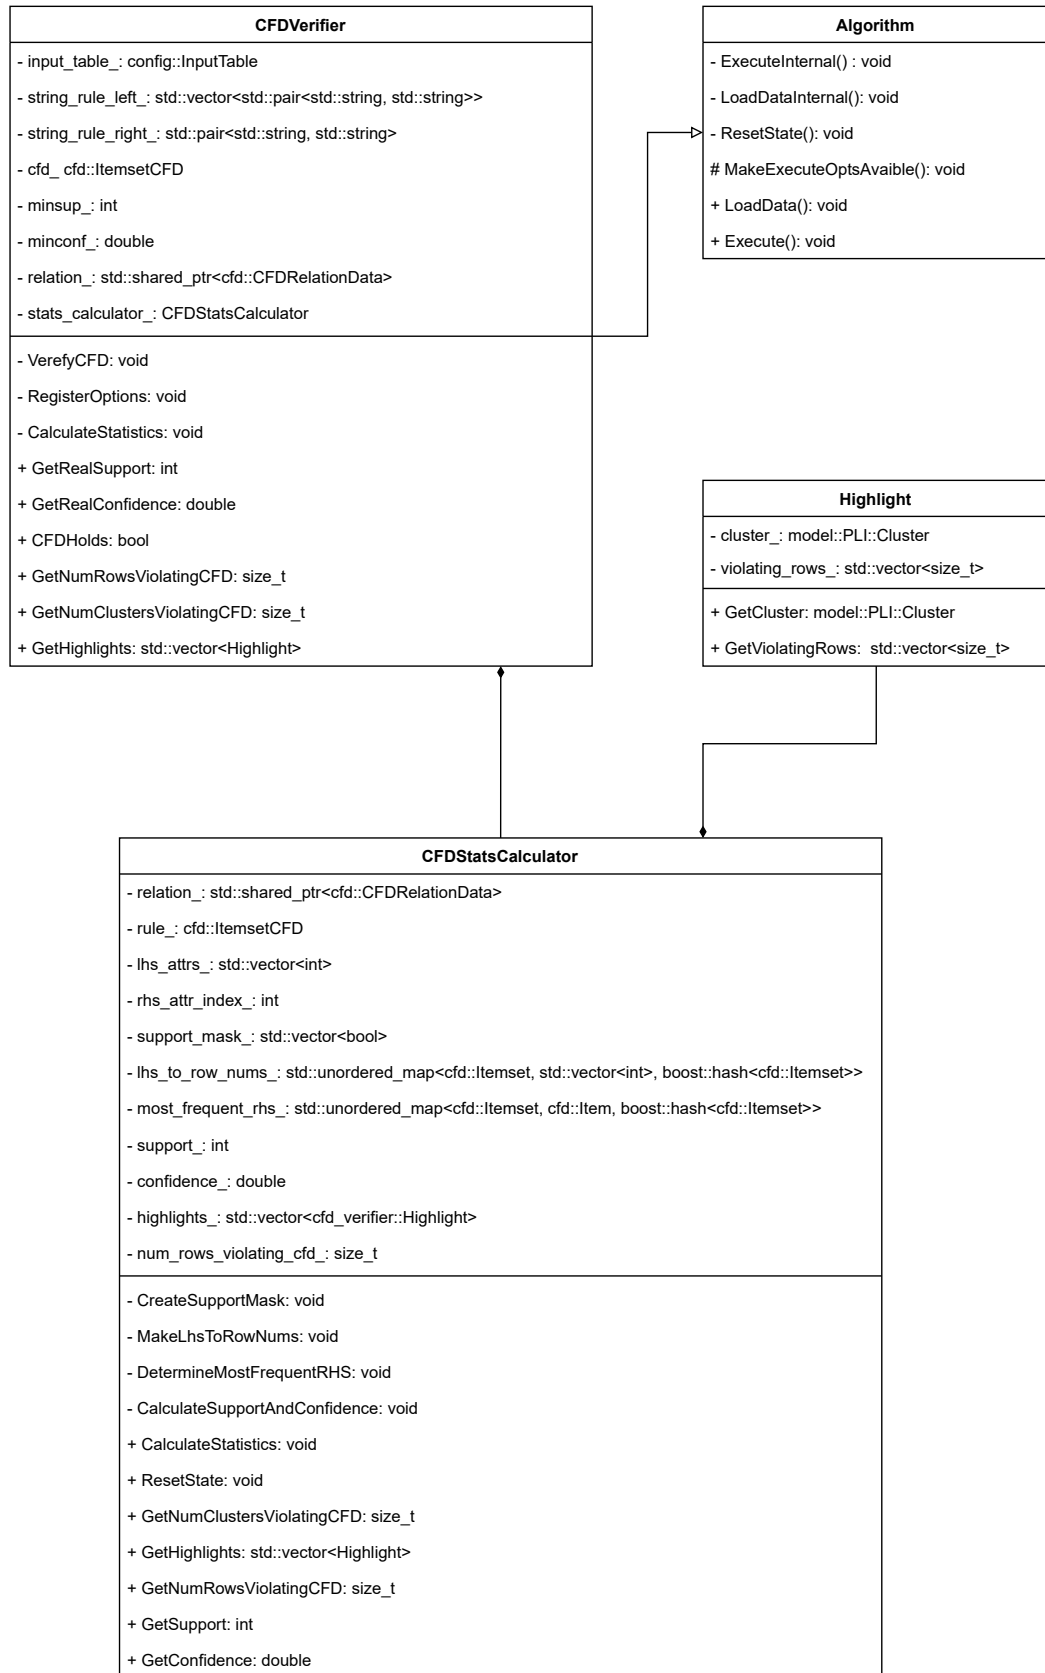 CFDVerifier
- input_table_: config::InputTable
- string_rule_left_: std::vector<std::pair<std::string, std::string>>
- string_rule_right_: std::pair<std::string, std::string>
- cfd_ cfd::ItemsetCFD
- minsup_: int
- minconf_: double
- relation_: std::shared_ptr<cfd::CFDRelationData>
- stats_calculator_: CFDStatsCalculator
- VerefyCFD: void
- RegisterOptions: void
- CalculateStatistics: void
+ GetRealSupport: int
+ GetRealConfidence: double
+ CFDHolds: bool
+ GetNumRowsViolatingCFD: size_t
+ GetNumClustersViolatingCFD: size_t
+ GetHighlights: std::vector<Highlight>
Algorithm
- ExecuteInternal() : void
- LoadDataInternal(): void
- ResetState(): void
# MakeExecuteOptsAvaible(): void
+ LoadData(): void
+ Execute(): void
Highlight
- cluster_: model::PLI::Cluster
- violating_rows_: std::vector<size_t>
+ GetCluster: model::PLI::Cluster
+ GetViolatingRows:  std::vector<size_t>
CFDStatsCalculator
- relation_: std::shared_ptr<cfd::CFDRelationData>
- rule_: cfd::ItemsetCFD
- lhs_attrs_: std::vector<int>
- rhs_attr_index_: int
- support_mask_: std::vector<bool>
- lhs_to_row_nums_: std::unordered_map<cfd::Itemset, std::vector<int>, boost::hash<cfd::Itemset>>
- most_frequent_rhs_: std::unordered_map<cfd::Itemset, cfd::Item, boost::hash<cfd::Itemset>>
- support_: int
- confidence_: double
- highlights_: std::vector<cfd_verifier::Highlight>
- num_rows_violating_cfd_: size_t
- CreateSupportMask: void
- MakeLhsToRowNums: void
- DetermineMostFrequentRHS: void
- CalculateSupportAndConfidence: void
+ CalculateStatistics: void
+ ResetState: void
+ GetNumClustersViolatingCFD: size_t
+ GetHighlights: std::vector<Highlight>
+ GetNumRowsViolatingCFD: size_t
+ GetSupport: int
+ GetConfidence: double